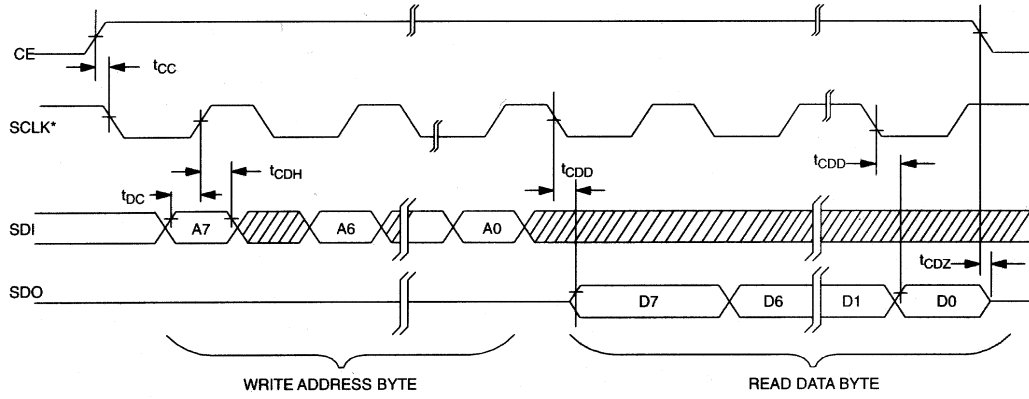 CE
tCC
SCLK*
tCDH
tCDD
tCDD
tDC
SDI
A7
A6
A0
tCDZ
SDO
D7
D6
D1
D0
WRITE ADDRESS BYTE
READ DATA BYTE